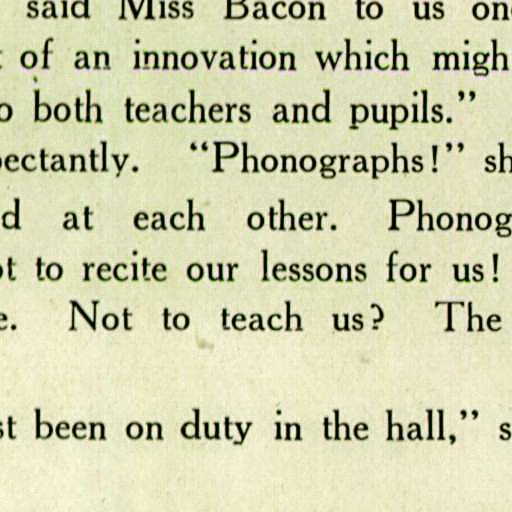 said Miss Bacon to us on
of an innovation which migh
o both teachers and pupils."
ectantly. "Phonographs!" sh
d at each other. Phonog
t to recite our lessons for us!
e. Not to teach us? The
st been on duty in the hall," s